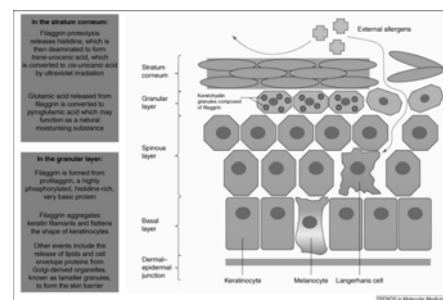 In the stratum corneum:
Filaggrin proteolysis
releases histidine, which is
then deaminated to form
trans-urocanic acid, which
is converted to cis-urocanic acid
by ultraviolet irradiation
Glutamic acid released from
filaggrin is converted to
pyroglutamic acid which may
function as a natural
moisturising substance
In the granular layer:
Filaggrin is formed from
profilaggrin, a highly
phosphorylated, histidine-rich,
very basic protein
Filaggrin aggregates
keratin filaments and flattens
the shape of keratinocytes
Other events include the
release of lipids and cell
envelope proteins from
Golgi-derived organelles,
known as lamellar granules,
to form the skin barrier
External allergens
Stratum
corneum
Granular
layer
Keratohyalin
granules composed
of filaggrin
Spinous
layer
Basal
layer
Dermal–
epidermal
junction
Keratinocyte
Melanocyte
Langerhans cell
TRENDS in Molecular Medicine